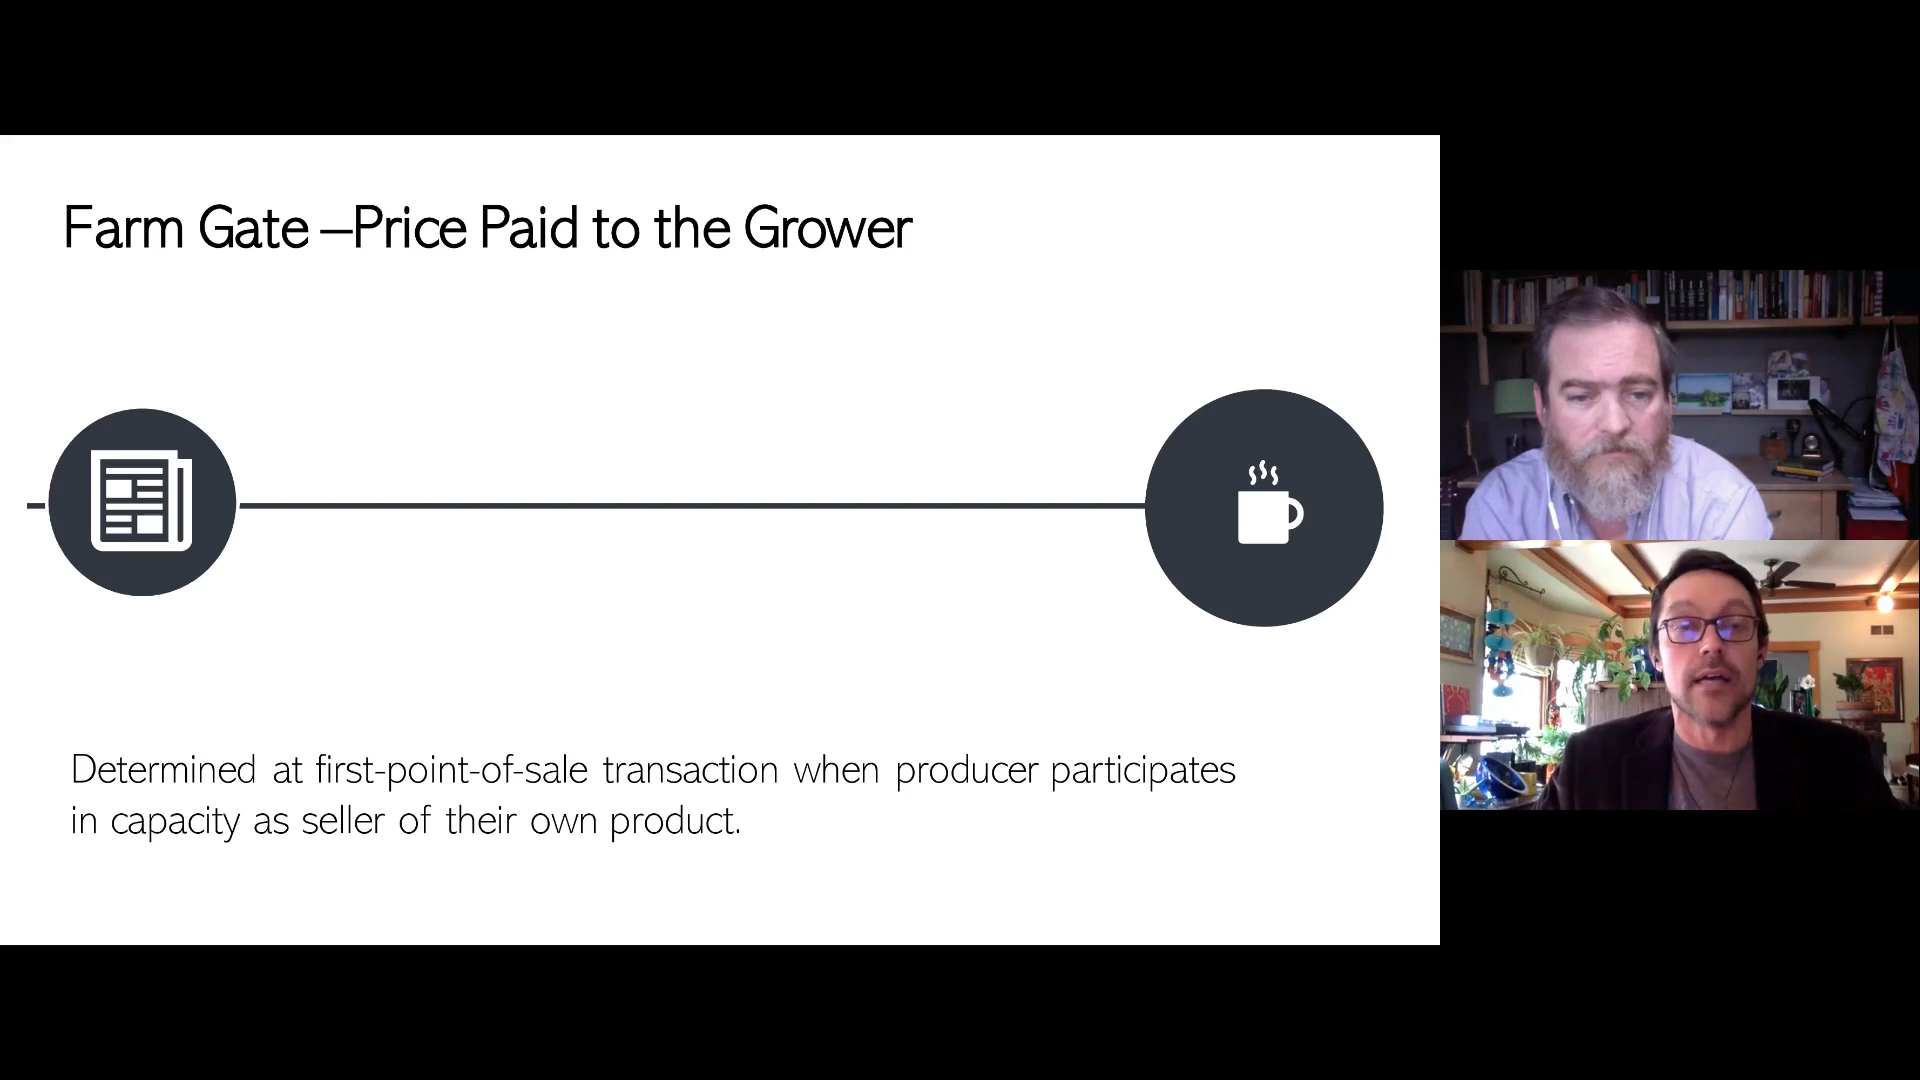 Farm Gate –Price Paid to the Grower
Determined at first-point-of-sale transaction when producer participates
in capacity as seller of their own product.